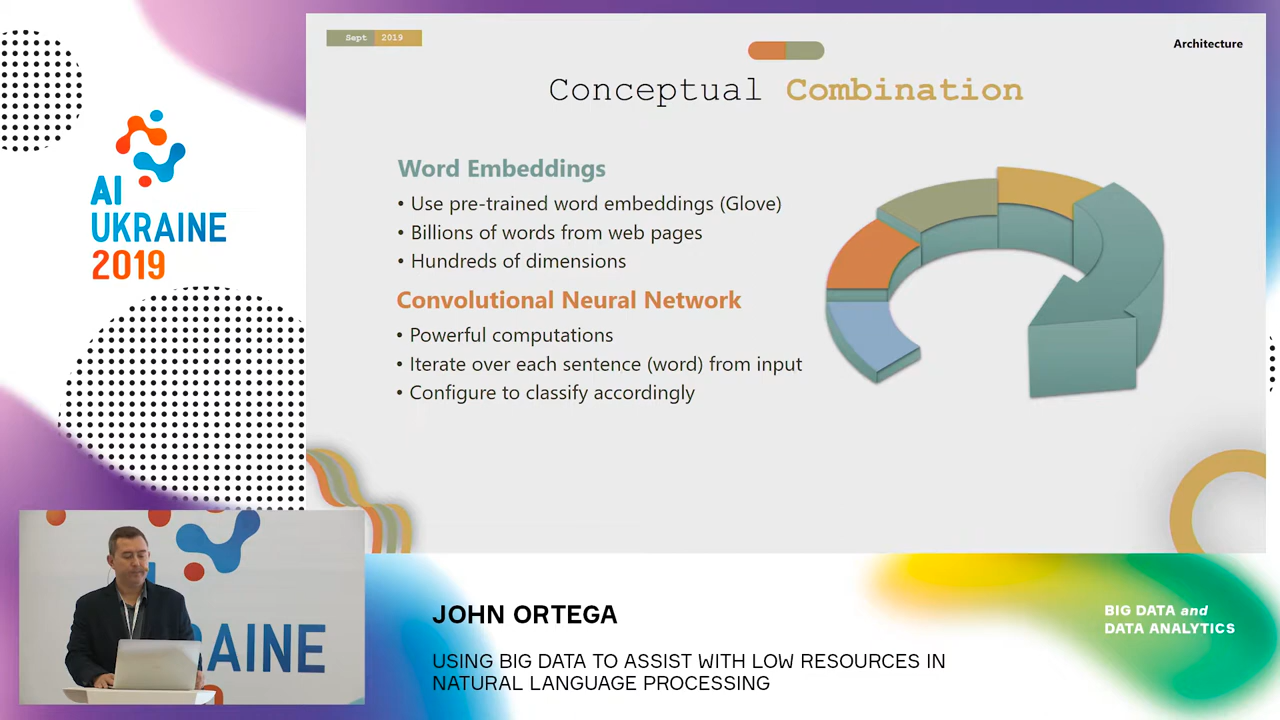 Sept 2019
Architecture
Conceptual Combination
Word Embeddings
• Use pre-trained word embeddings (Glove)
• Billions of words from web pages
• Hundreds of dimensions
Convolutional Neural Network
• Powerful computations
• Iterate over each sentence (word) from input
• Configure to classify accordingly
AI
UKRAINE
2019
RAINE
JOHN ORTEGA
USING BIG DATA TO ASSIST WITH LOW RESOURCES IN
NATURAL LANGUAGE PROCESSING
BIG DATA and
DATA ANALYTICS